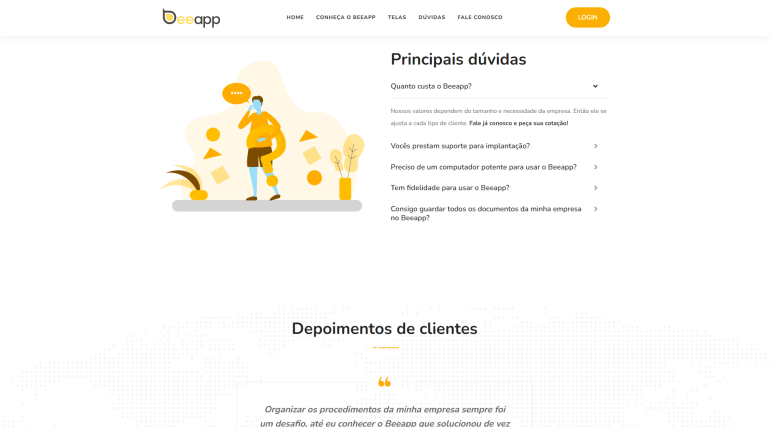 beeapp
HOME CONHEÇA O BEEAPP TELAS DÚVIDAS FALE CONOSCO LOGIN
Principais dúvidas
Quanto custa o Beeapp?
Nossos valores dependem do tamanho e necessidade da empresa. Então ele se
ajusta a cada tipo de cliente. Fale já conosco e peça sua cotação!
Vocês prestam suporte para implantação?
Preciso de um computador potente para usar o Beeapp?
Tem fidelidade para usar o Beeapp?
Consigo guardar todos os documentos da minha empresa
no Beeapp?
Depoimentos de clientes
“
Organizar os procedimentos da minha empresa sempre foi
um desafio, até eu conhecer o Beeapp que solucionou de vez